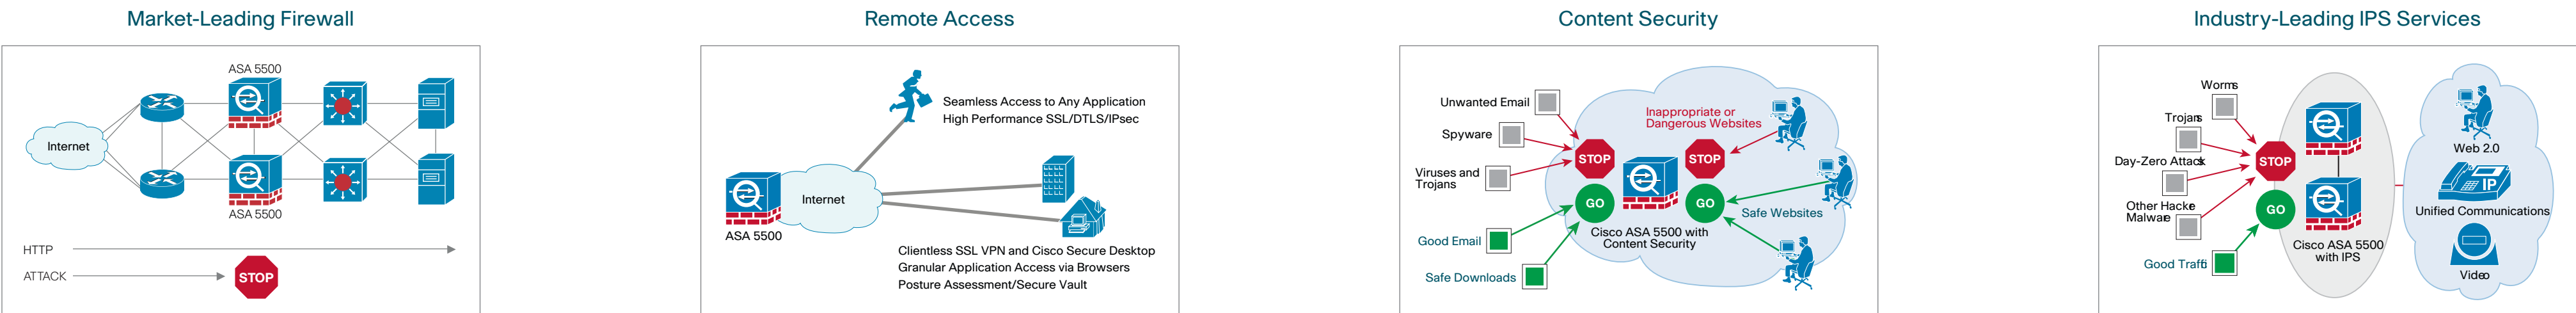 Market-Leading Firewall
ASA 5500
Internet
ASA 5500
HTTP
ATTACK
STOP
Remote Access
Seamless Access to Any Application
High Performance SSL/DTLS/IPsec
Internet
ASA 5500
Clientless SSL VPN and Cisco Secure Desktop
Granular Application Access via Browsers
Posture Assessment/Secure Vault
Content Security
Unwanted Email
Spyware
Viruses and
Trojans
Inappropriate or
Dangerous Websites
STOP
STOP
GO
GO
Safe Websites
Good Email
Safe Downloads
Cisco ASA 5500 with
Content Security
Industry-Leading IPS Services
Worms
Trojans
Day-Zero Attack
Other Hacker
Malware
STOP
GO
Good Traffic
Cisco ASA 5500
with IPS
Web 2.0
IP
Unified Communications
Video